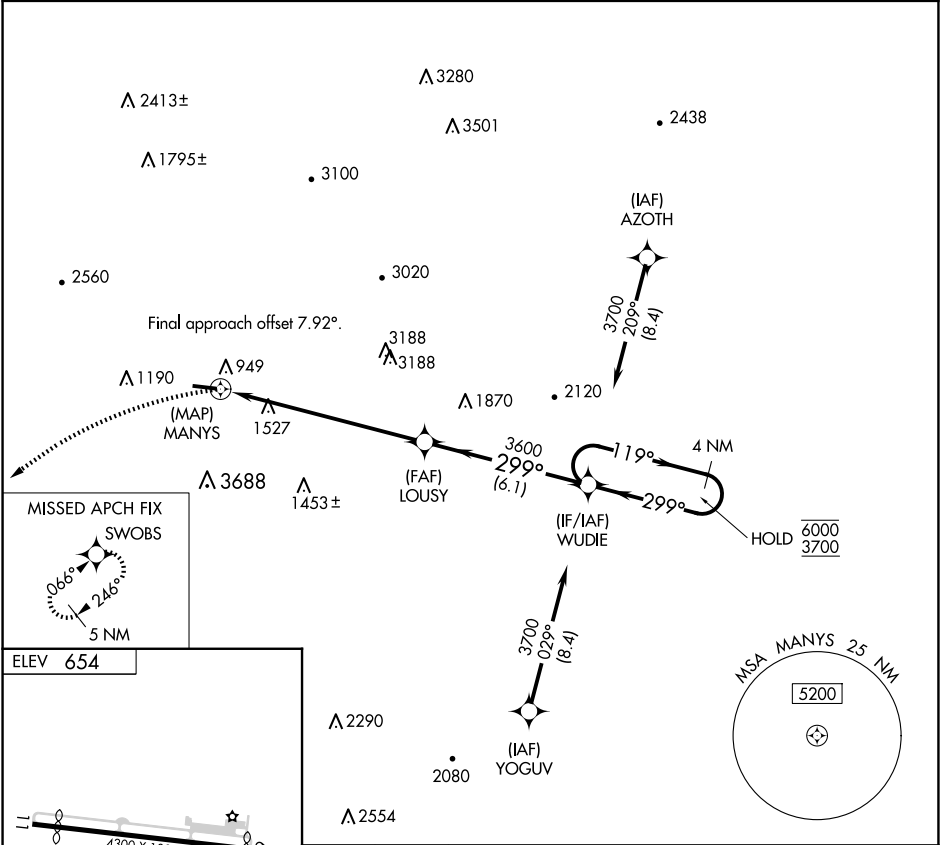 3280
2413±
3501
2438
1795±
3100
(IAF)
AZOTH
2560
3020
3700
209°
(8.4)
Final approach offset 7.92°.
3188
3188
949
1190
1870
2120
(MAP)
MANYS
1527
3600
299°
(6.1)
119°
4 NM
(FAF)
LOUSY
299°
3688
1453±
(IF/IAF)
WUDIE
HOLD
6000
3700
MISSED APCH FIX
SWOBS
066°
246°
5 NM
3700
029°
(8.4)
ELEV 654
MSA MANYS 25 NM
5200
2290
(IAF)
YOGUV
2080
2554